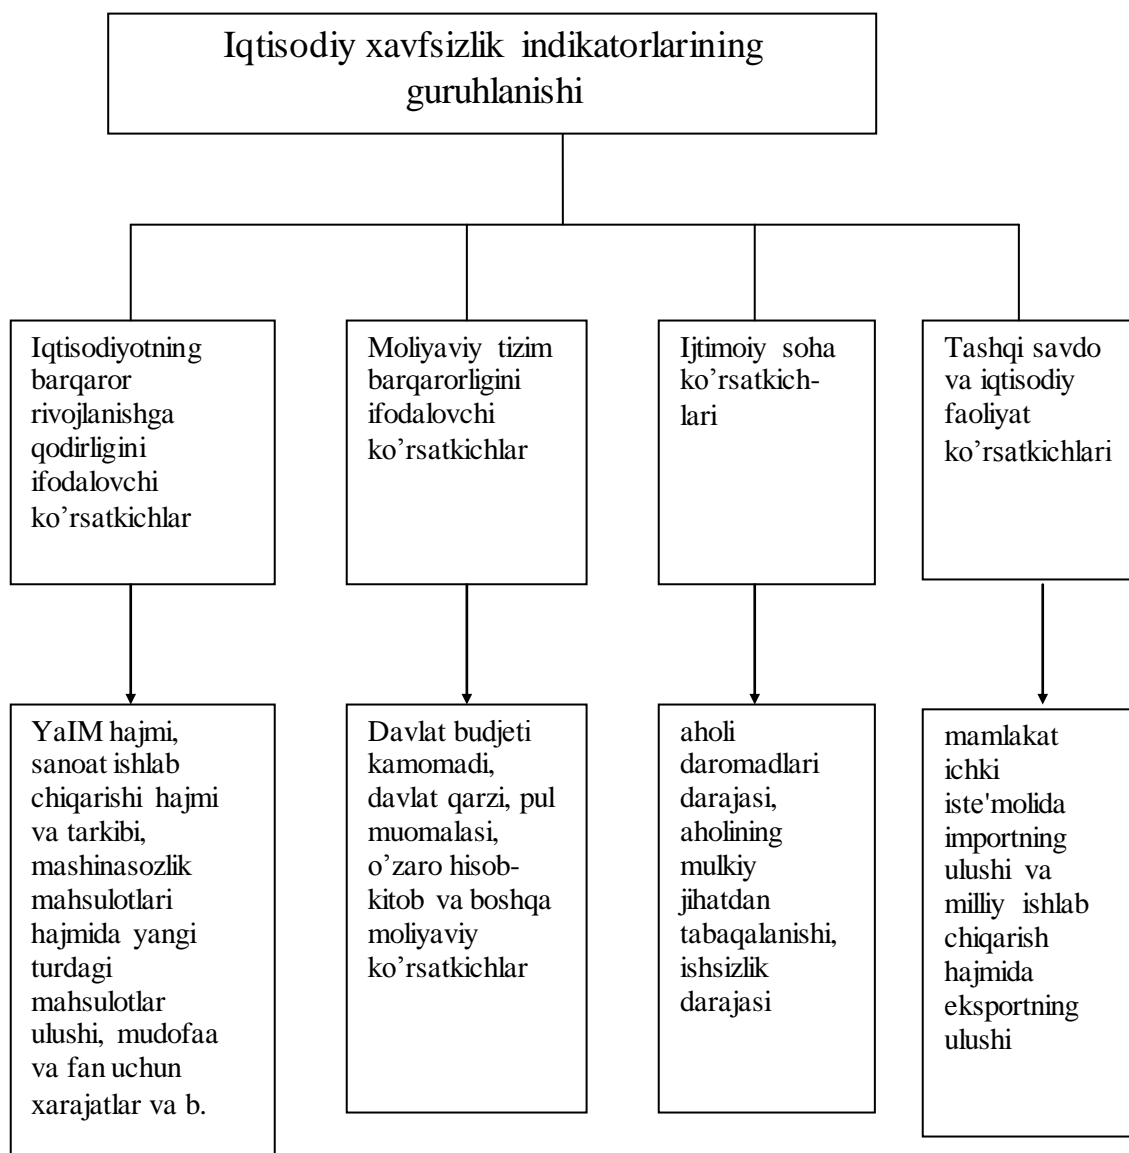 Iqtisodiy xavfsizlik indikatorlarining
guruhlanishi
Iqtisodiyotning
barqaror
rivojlanishga
qodirligini
ifodalovchi
ko’rsatkichlar
Moliyaviy tizim
barqarorligini
ifodalovchi
ko’rsatkichlar
Ijtimoiy soha
ko’rsatkich-
lari
Tashqi savdo
va iqtisodiy
faoliyat
ko’rsatkichlari
YaIM hajmi,
sanoat ishlab
chiqarishi hajmi
va tarkibi,
mashinasozlik
mahsulotlari
hajmida yangi
turdagi
mahsulotlar
ulushi, mudofaa
va fan uchun
xarajatlar va b.
Davlat budjeti
kamomadi,
davlat qarzi, pul
muomalasi,
o’zaro hisob-
kitob va boshqa
moliyaviy
ko’rsatkichlar
aholi
daromadlari
darajasi,
aholining
mulkiy
jihatdan
tabaqalanishi,
ishsizlik
darajasi
mamlakat
ichki
iste'molida
importning
ulushi va
milliy ishlab
chiqarish
hajmida
eksportning
ulushi